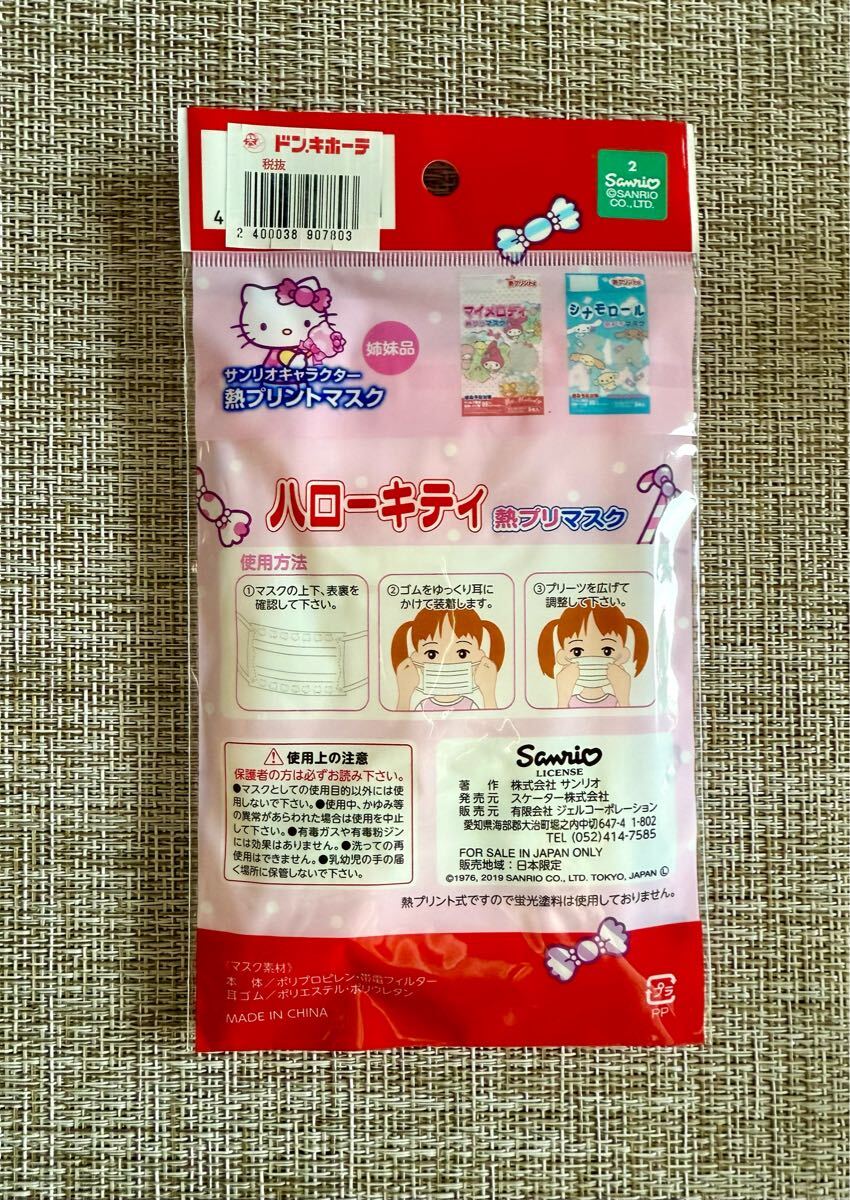 ドン.キホーテ
税抜
4
2 400038 907803
2
Sanrio
©SANRIO
CO., LTD.
熱プリント式
マイメロディ
熱プリマスク
シナモロール
姉妹品
サンリオキャラクター
熱プリントマスク
ハローキティ 熱プリマスク
使用方法
①マスクの上下、表裏を
確認して下さい。
②ゴムをゆっくり耳に
かけて装着します。
③プリーツを広げて
調整して下さい。
⚠使用上の注意
保護者の方は必ずお読み下さい。
●マスクとしての使用目的以外には使
用しないで下さい。●使用中、かゆみ等
の異常があらわれた場合は使用を中止
して下さい。●有毒ガスや有毒粉ジン
には効果はありません。●洗っての再
使用はできません。●乳幼児の手の届
く場所に保管しないで下さい。
Sanrio
LICENSE
著 作 株式会社 サンリオ
発売元 スケーター株式会社
販売元 有限会社 ジェルコーポレーション
愛知県海部郡大治町堀之内中切647-4 1-802
TEL (052)414-7585
FOR SALE IN JAPAN ONLY
販売地域：日本限定
©1976, 2019 SANRIO CO., LTD. TOKYO, JAPAN Ⓛ
熱プリント式ですので蛍光塗料は使用しておりません。
《マスク素材》
本 体／ポリプロピレン・帯電フィルター
耳ゴム／ポリエステル・ポリウレタン
MADE IN CHINA
プラ
PP